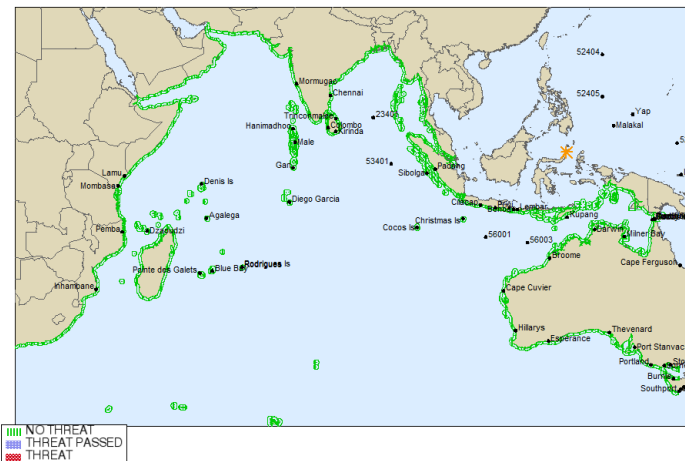 52404
Mormugao
Chennai
52405
Yap
Trincomalee
2340
Malakal
Hanimadhoo
Colombo
Kirinda
Male
53401
Padang
Gan
Sibolga
Lamu
Denis Is
Mombasa
Diego Garcia
Cilacap
Lembar
Agalega
Christmas Is
Kupang
Pemba
Dzaoudzi
Cocos Is
Darwin
56001
Milner Bay
56003
Broome
Rodrigues Is
Cape Ferguson
Pointe des Galets
Blue Bay
Inhambane
Cape Cuvier
Hillarys
Thevenard
Esperance
Port Stanvac
Portland
Burnie
Southport
NO THREAT
THREAT PASSED
THREAT